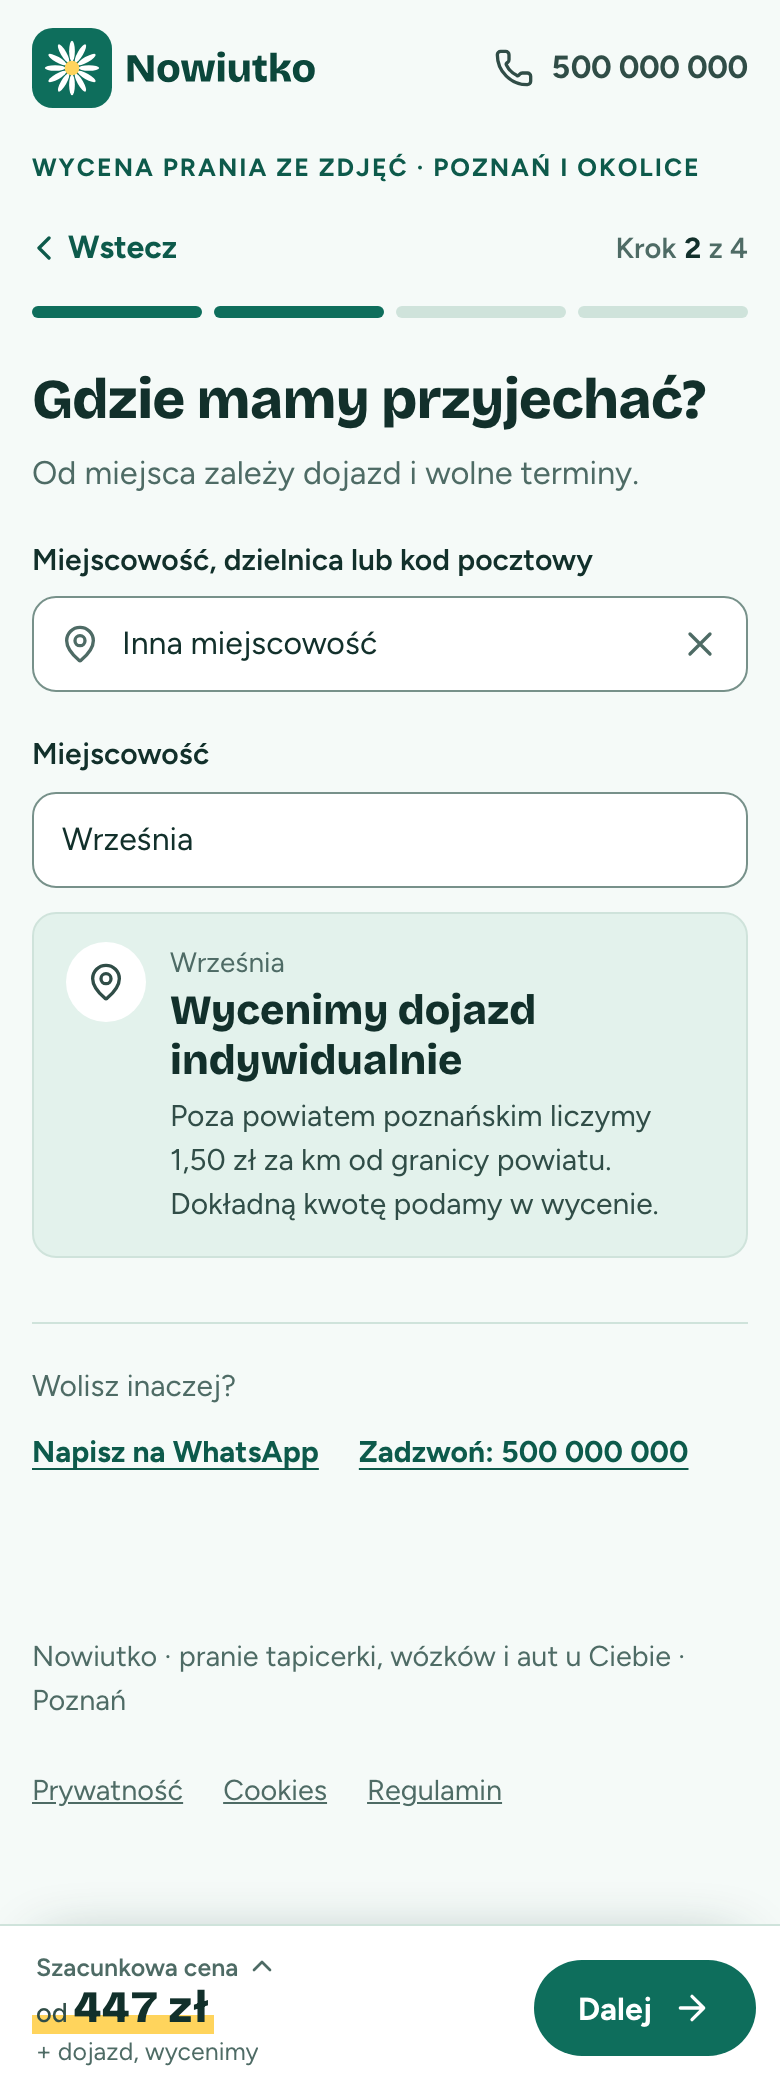 Nowiutko
500 000 000
WYCENA PRANIA ZE ZDJĘĆ · POZNAŃ I OKOLICE
Wstecz
Krok 2 z 4
Gdzie mamy przyjechać?
Od miejsca zależy dojazd i wolne terminy.
Miejscowość, dzielnica lub kod pocztowy
Inna miejscowość
Miejscowość
Września
Września
Wycenimy dojazd
indywidualnie
Poza powiatem poznańskim liczymy
1,50 zł za km od granicy powiatu.
Dokładną kwotę podamy w wycenie.
Wolisz inaczej?
Napisz na WhatsApp
Zadzwoń: 500 000 000
Nowiutko · pranie tapicerki, wózków i aut u Ciebie ·
Poznań
Prywatność
Cookies
Regulamin
Szacunkowa cena
od 447 zł
+ dojazd, wycenimy
Dalej